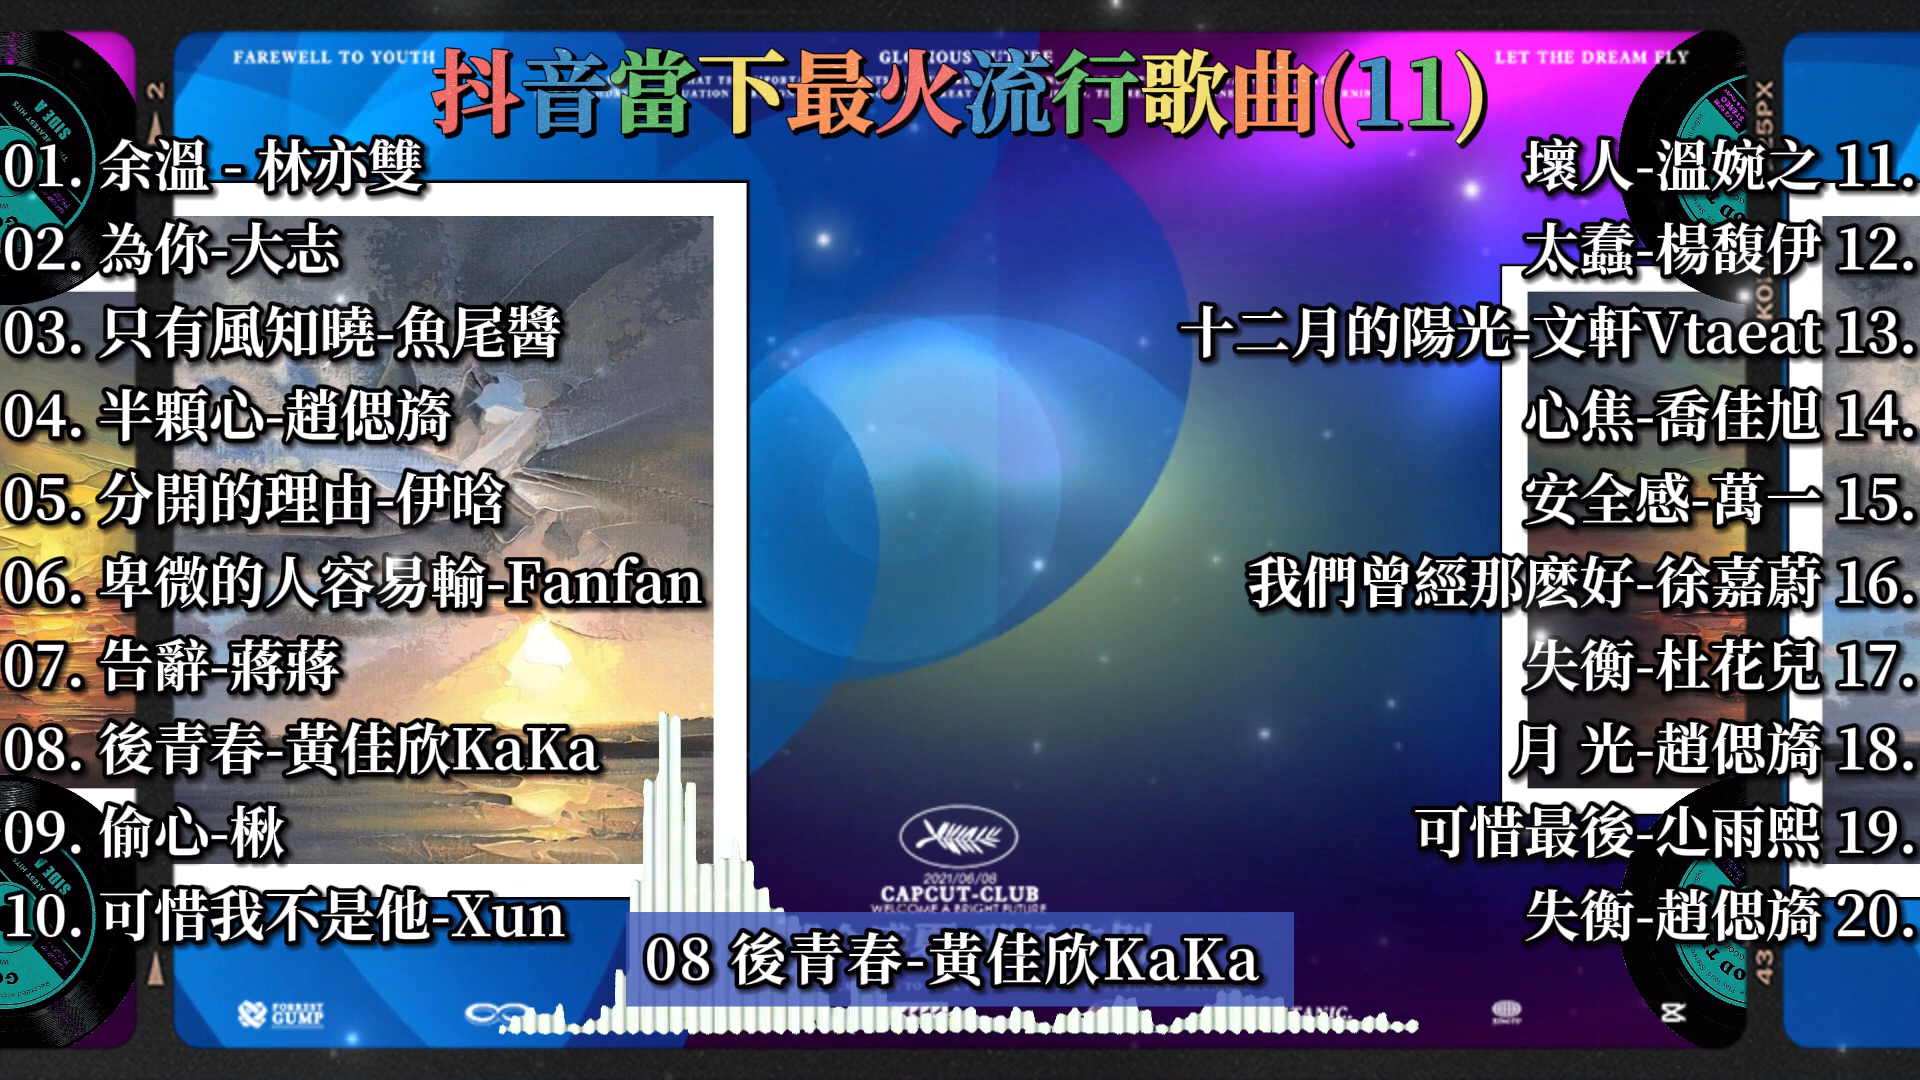 FAREWELL TO YOUTH
LET THE DREAM FLY
抖音當下最火流行歌曲(11)
01. 余溫 - 林亦雙
02. 為你-大志
03. 只有風知曉-魚尾醬
04. 半顆心-趙偲旖
05. 分開的理由-伊晗
06. 卑微的人容易輸-Fanfan
07. 告辭-蔣蔣
08. 後青春-黃佳欣KaKa
09. 偷心-楸
10. 可惜我不是他-Xun
壞人-溫婉之 11.
太蠢-楊馥伊 12.
十二月的陽光-文軒Vtaeat 13.
心焦-喬佳旭 14.
安全感-萬一 15.
我們曾經那麽好-徐嘉蔚 16.
失衡-杜花兒 17.
月 光-趙偲旖 18.
可惜最後-尐雨熙 19.
失衡-趙偲旖 20.
2021/06/08
CAPCUT-CLUB
WELCOME A BRIGHT FUTURE
08 後青春-黃佳欣KaKa
FORREST
GUMP